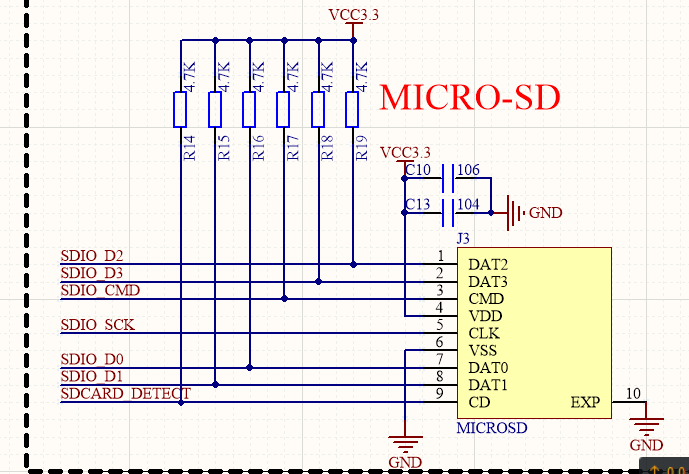 VCC3.3
4.7K 4.7K 4.7K 4.7K 4.7K 4.7K
MICRO-SD
R14 R15 R16 R17 R18 R19
VCC3.3
C10 106
C13 104
GND
J3
SDIO_D2 1 DAT2
SDIO_D3 2 DAT3
SDIO_CMD 3 CMD
4 VDD
SDIO_SCK 5 CLK
6 VSS
SDIO_D0 7 DAT0
SDIO_D1 8 DAT1
SDCARD_DETECT 9 CD EXP 10
MICROSD
GND
GND